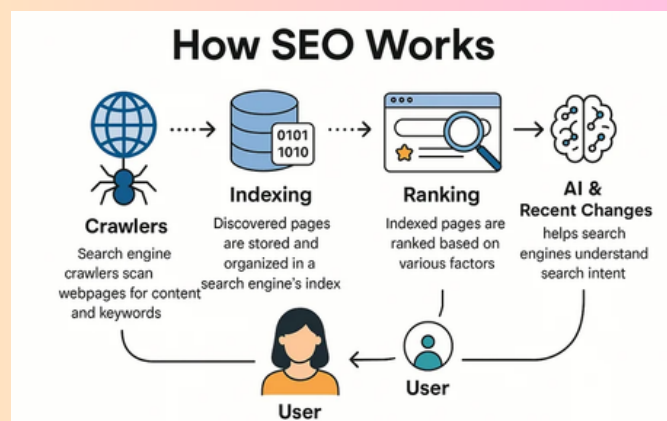 How SEO Works
0101
1010
Crawlers
Search engine
crawlers scan
webpages for content
and keywords
Indexing
Discovered pages
are stored and
organized in a
search engine's index
Ranking
Indexed pages are
ranked based on
various factors
AI &
Recent Changes
helps search
engines understand
search intent
User
User